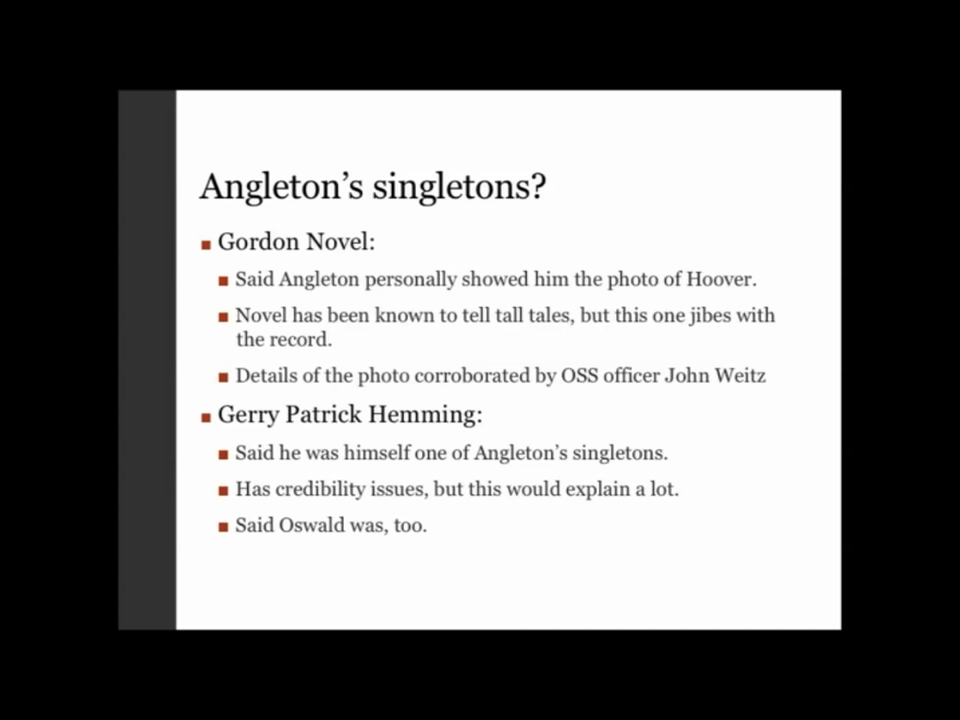 Angleton's singletons?
Gordon Novel:
Said Angleton personally showed him the photo of Hoover.
Novel has been known to tell tall tales, but this one jibes with
the record.
Details of the photo corroborated by OSS officer John Weitz
Gerry Patrick Hemming:
Said he was himself one of Angleton's singletons.
Has credibility issues, but this would explain a lot.
Said Oswald was, too.